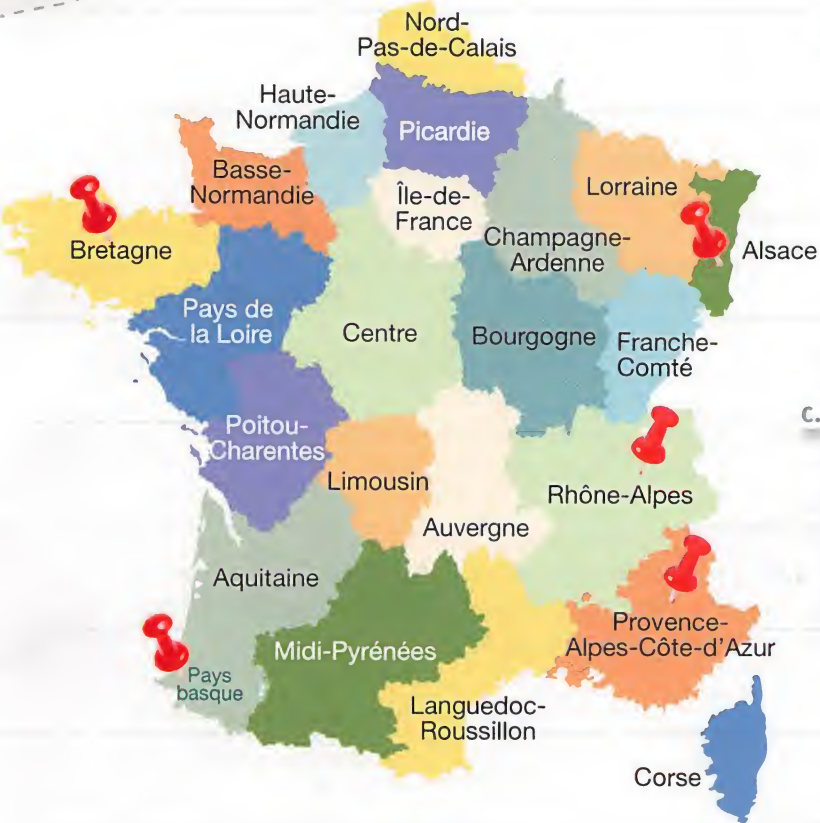 Nord-
Pas-de-Calais
Haute-
Normandie
Picardie
Basse-
Normandie
Île-de-
France
Lorraine
Champagne-
Ardenne
Alsace
Bretagne
Pays de
la Loire
Centre
Bourgogne
Franche-
Comté
c.
Poitou-
Charentes
Limousin
Rhône-Alpes
Auvergne
Aquitaine
Provence-
Alpes-Côte-d'Azur
Midi-Pyrénées
Pays
basque
Languedoc-
Roussillon
Corse